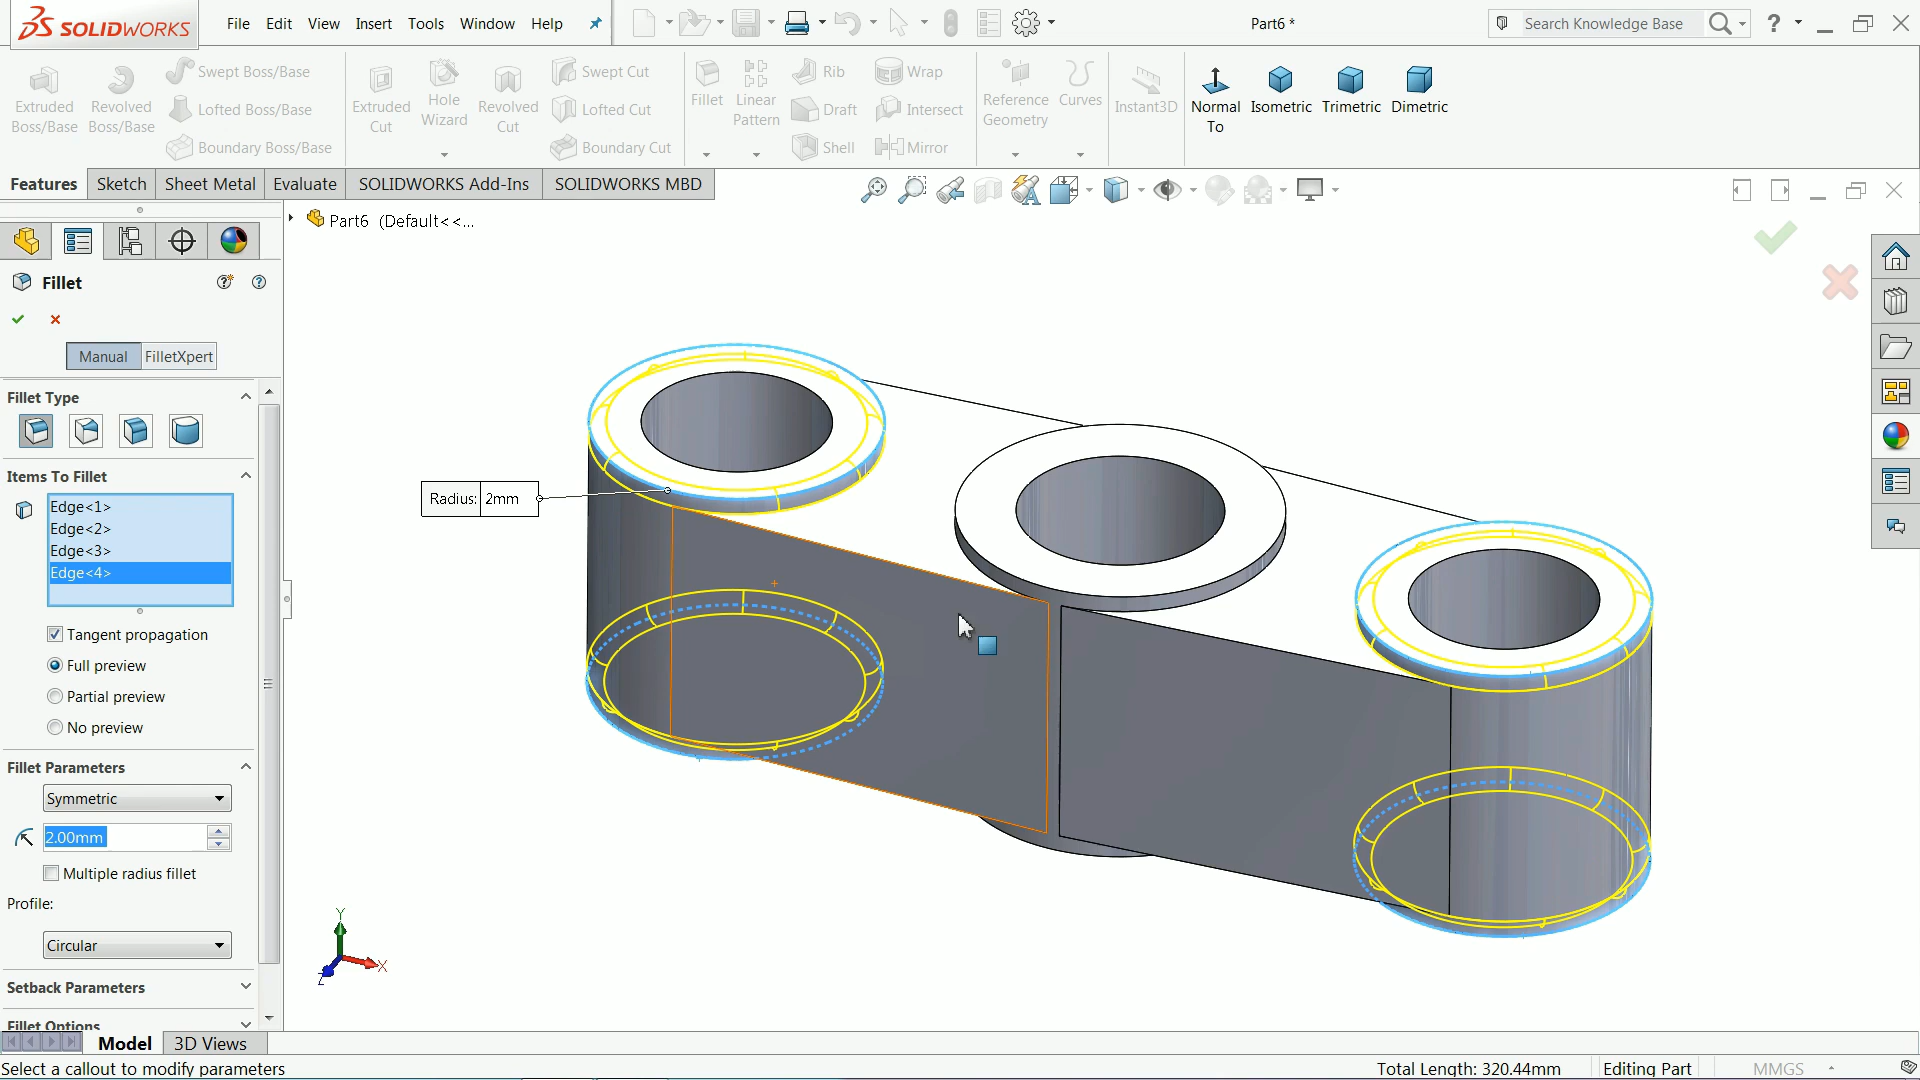 SOLIDWORKS
File Edit View Insert Tools Window Help
Part6 *
Search Knowledge Base
?
Extruded Boss/Base
Revolved Boss/Base
Swept Boss/Base
Lofted Boss/Base
Boundary Boss/Base
Extruded Cut
Hole Wizard
Revolved Cut
Swept Cut
Lofted Cut
Boundary Cut
Fillet
Linear Pattern
Rib
Draft
Shell
Wrap
Intersect
Mirror
Reference Geometry
Curves
Instant3D
Normal To
Isometric
Trimetric
Dimetric
Features Sketch Sheet Metal Evaluate SOLIDWORKS Add-Ins SOLIDWORKS MBD
Part6 (Default<<...
Fillet
Manual FilletXpert
Fillet Type
Items To Fillet
Edge<1>
Edge<2>
Edge<3>
Edge<4>
Tangent propagation
Full preview
Partial preview
No preview
Fillet Parameters
Symmetric
2.00mm
Multiple radius fillet
Profile:
Circular
Setback Parameters
Fillet Options
Radius: 2mm
Y
X
Z
Model 3D Views
Select a callout to modify parameters
Total Length: 320.44mm Editing Part MMGS